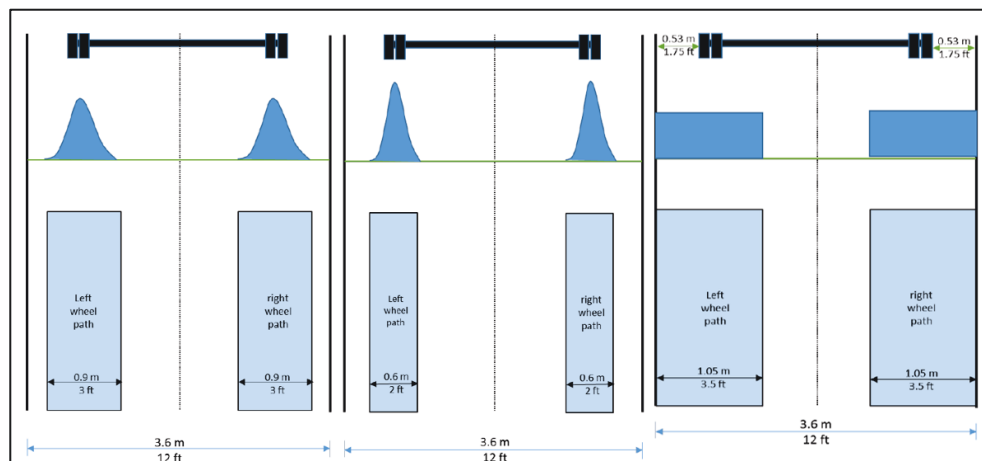 0.53 m
1.75 ft
0.53 m
1.75 ft
Left
wheel
path
0.9 m
3 ft
right
wheel
path
0.9 m
3 ft
3.6 m
12 ft
Left
wheel
path
0.6 m
2 ft
right
wheel
path
0.6 m
2 ft
3.6 m
12 ft
Left
wheel
path
1.05 m
3.5 ft
right
wheel
path
1.05 m
3.5 ft
3.6 m
12 ft